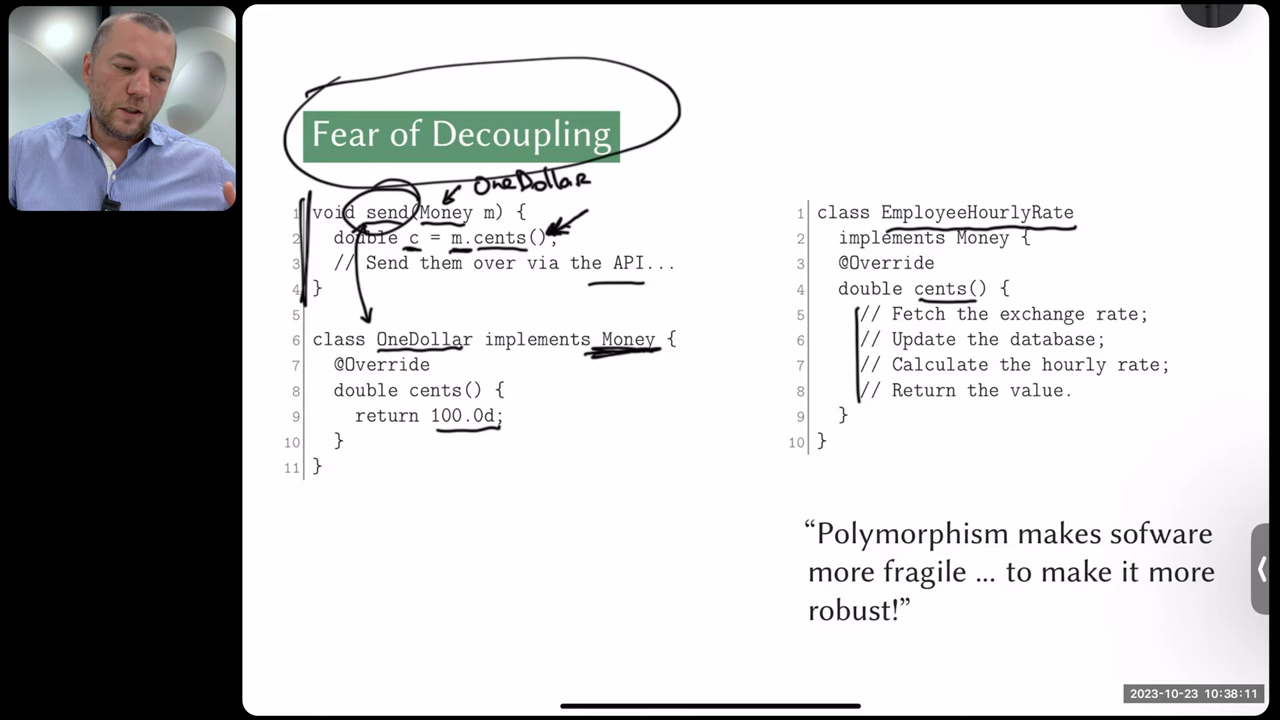 Fear of Decoupling
OneDollar
1 void send(Money m) {
2 double c = m.cents();
3 // Send them over via the API...
4 }
5
6 class OneDollar implements Money {
7 @Override
8 double cents() {
9 return 100.0d;
10 }
11 }
1 class EmployeeHourlyRate
2 implements Money {
3 @Override
4 double cents() {
5 // Fetch the exchange rate;
6 // Update the database;
7 // Calculate the hourly rate;
8 // Return the value.
9 }
10 }
“Polymorphism makes sofware
more fragile ... to make it more
robust!”
2023-10-23 10:38:11